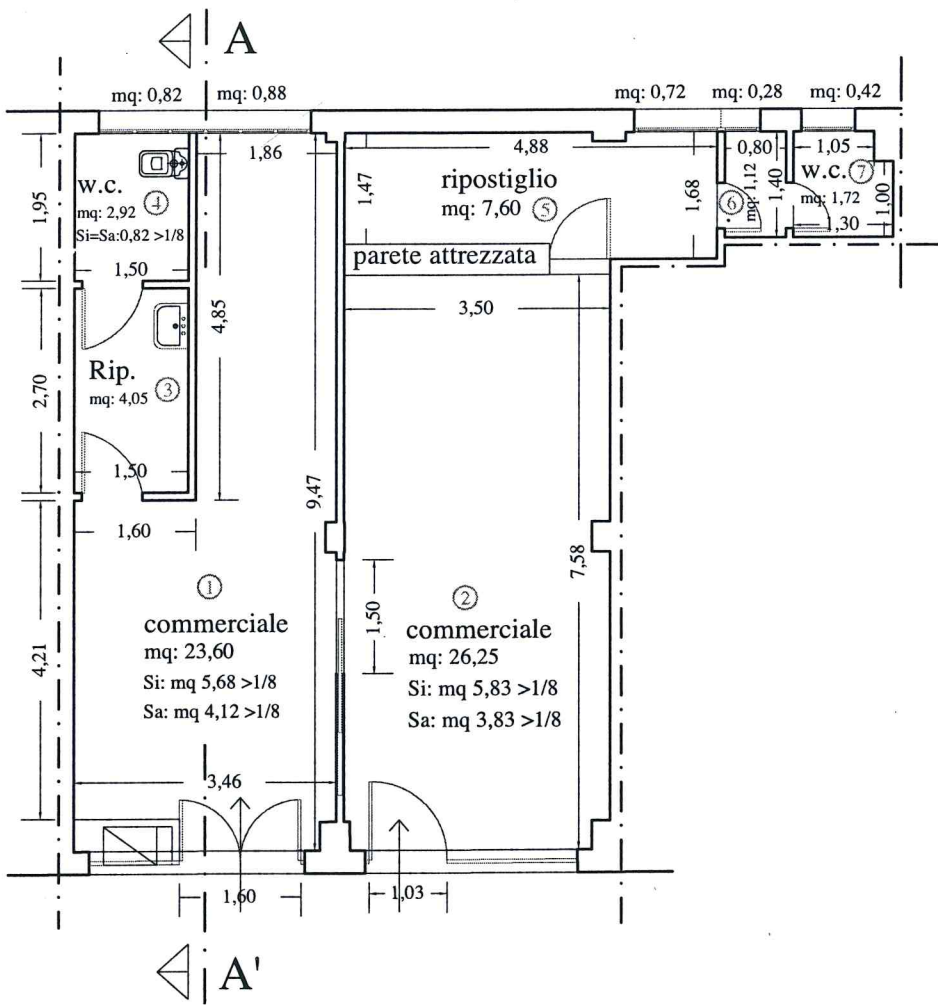 A
mq: 0,82
mq: 0,88
mq: 0,72
mq: 0,28
mq: 0,42
1,86
4,88
0,80
1,05
1,95
w.c.
mq: 2,92
4
Si=Sa:0,82 >1/8
1,50
1,47
ripostiglio
mq: 7,60
5
1,68
6
mq: 1,12
1,40
w.c.
7
mq: 1,72
1,00
1,30
parete attrezzata
3,50
4,85
2,70
Rip.
mq: 4,05
3
1,50
9,47
1,60
7,58
1
commerciale
mq: 23,60
Si: mq 5,68 >1/8
Sa: mq 4,12 >1/8
1,50
2
commerciale
mq: 26,25
Si: mq 5,83 >1/8
Sa: mq 3,83 >1/8
4,21
3,46
1,60
1,03
A'